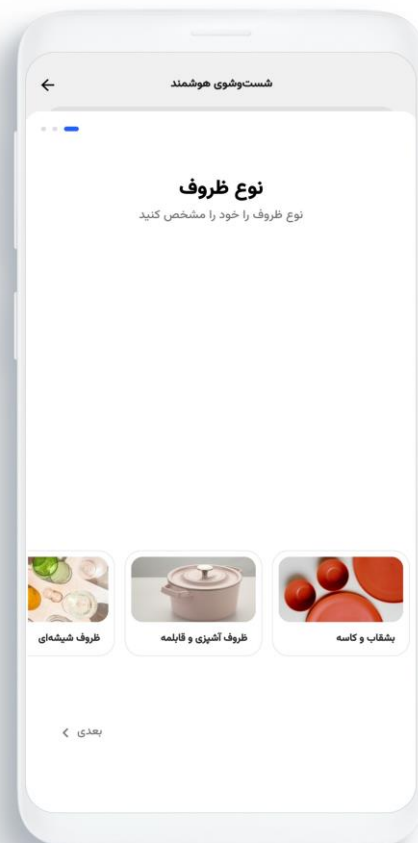 شست‌وشوی هوشمند
نوع ظروف
نوع ظروف را خود را مشخص کنید
بشقاب و کاسه
ظروف آشپزی و قابلمه
ظروف شیشه‌ای
بعدی